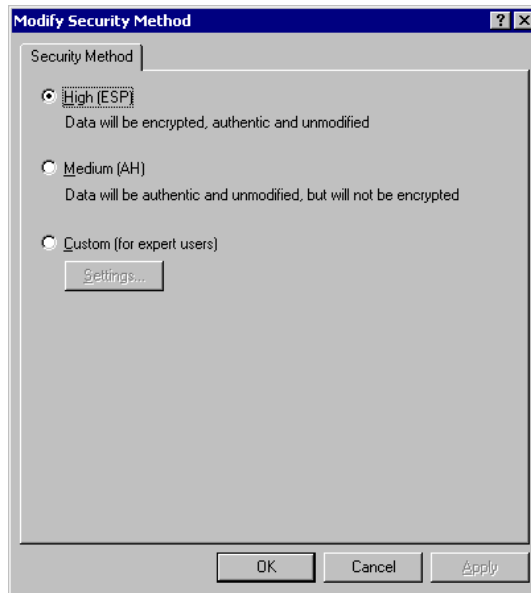 Modify Security Method
Security Method
High (ESP)
Data will be encrypted, authentic and unmodified
Medium (AH)
Data will be authentic and unmodified, but will not be encrypted
Custom (for expert users)
Settings...
OK Cancel Apply